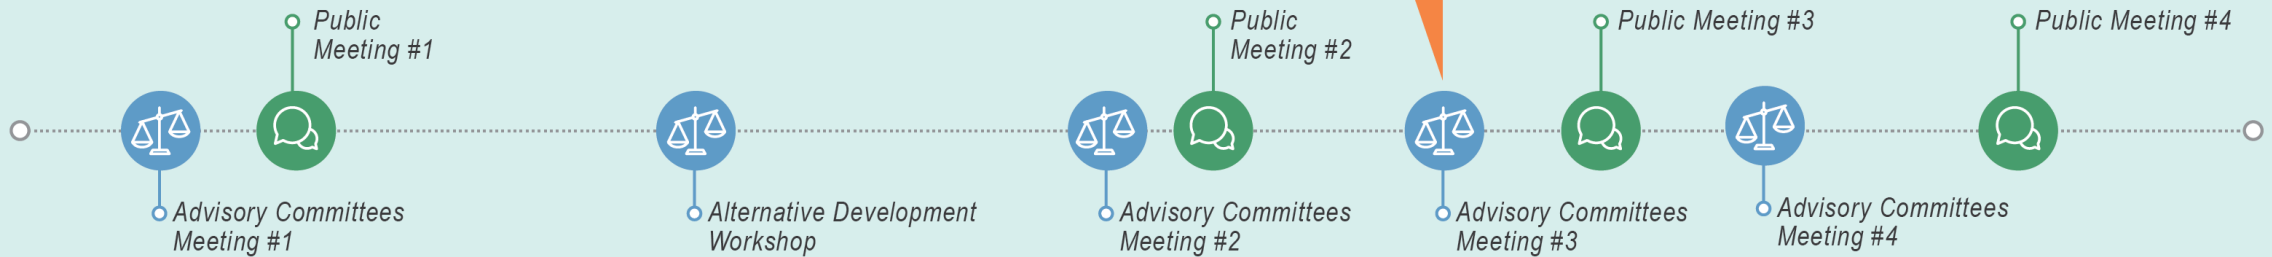 Public
Meeting #1
Public
Meeting #2
Public Meeting #3
Public Meeting #4
Advisory Committees
Meeting #1
Alternative Development
Workshop
Advisory Committees
Meeting #2
Advisory Committees
Meeting #3
Advisory Committees
Meeting #4